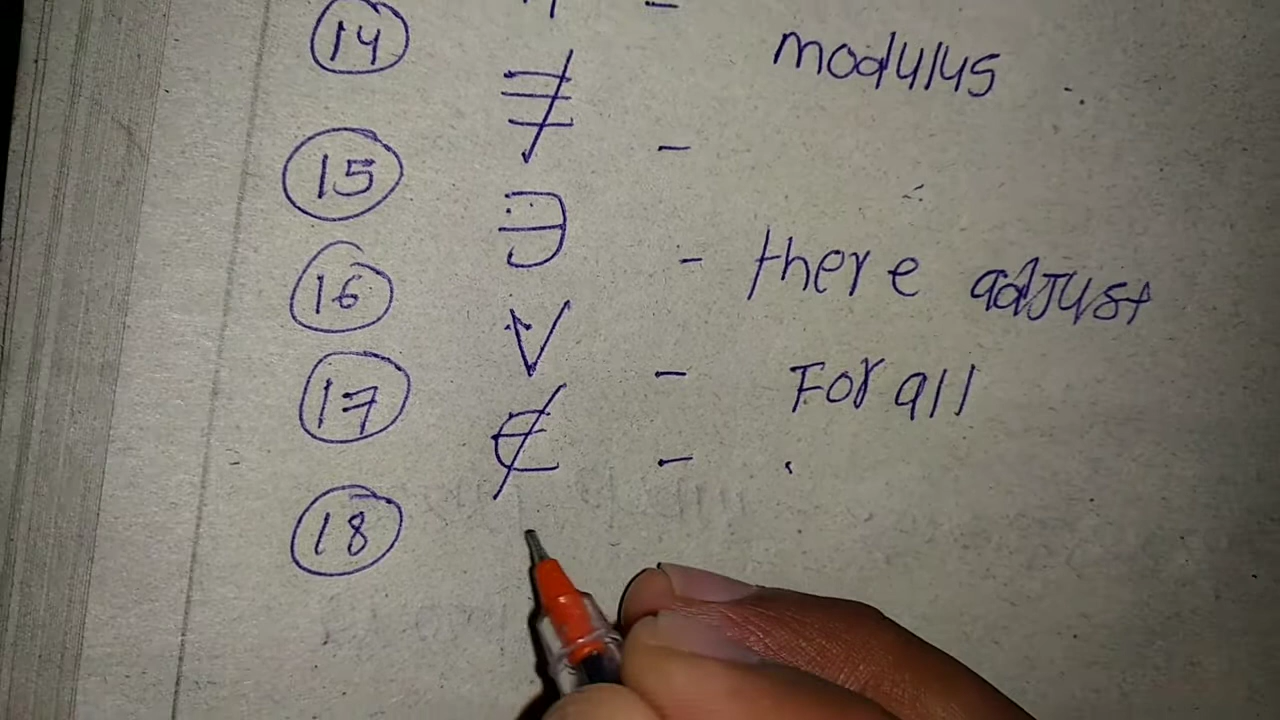 14 - modulus
15 ≢ -
16 ∃ - there adjust
17 ∀ - For all
18 ∉ -